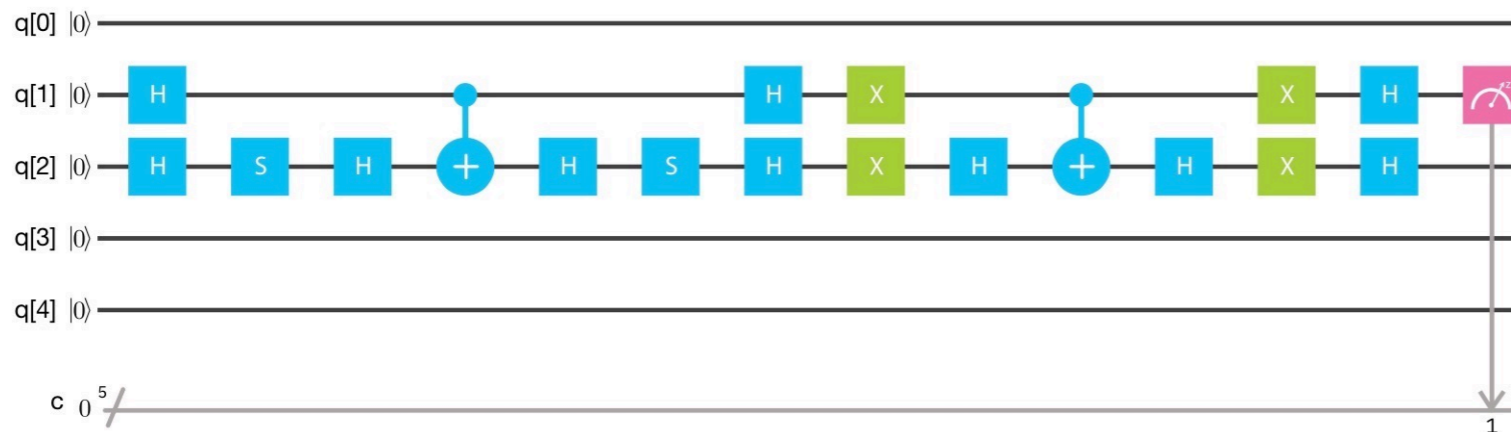 q[0] |0⟩
q[1] |0⟩ H H X X H z
q[2] |0⟩ H S H + H S H X H + H X H
q[3] |0⟩
q[4] |0⟩
c 0 5
1